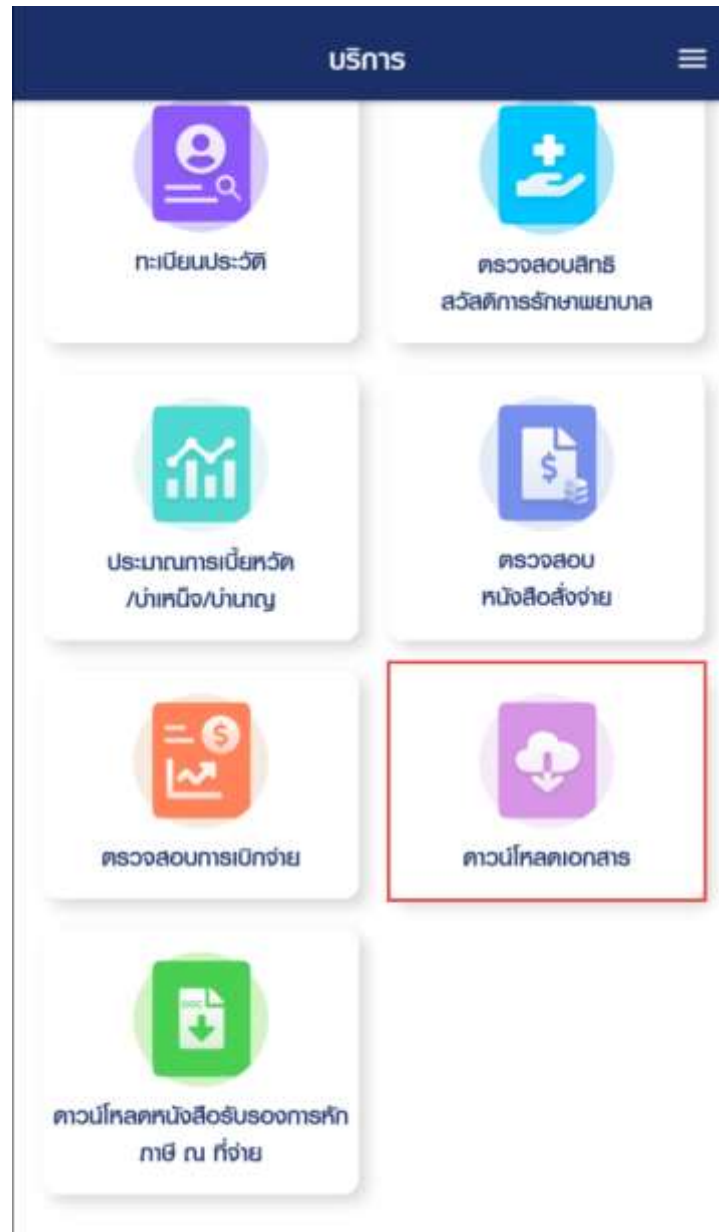 บริการ
ทะเบียนประวัติ
ตรวจสอบสิทธิ
สวัสดิการรักษาพยาบาล
ประมาณการเบี้ยหวัด
/บำเหน็จ/บำนาญ
ตรวจสอบ
หนังสือสั่งจ่าย
$
$
ตรวจสอบการเบิกจ่าย
ดาวน์โหลดเอกสาร
DOC
ดาวน์โหลดหนังสือรับรองการหัก
ภาษี ณ ที่จ่าย